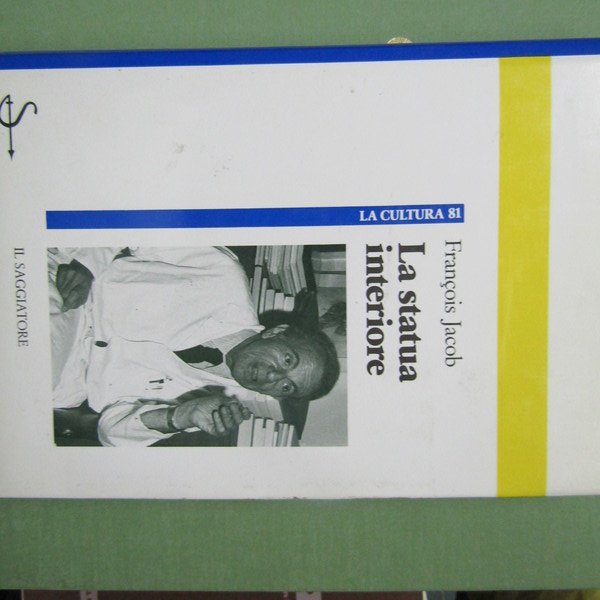 François Jacob
La statua
interiore
LA CULTURA 81
IL SAGGIATORE